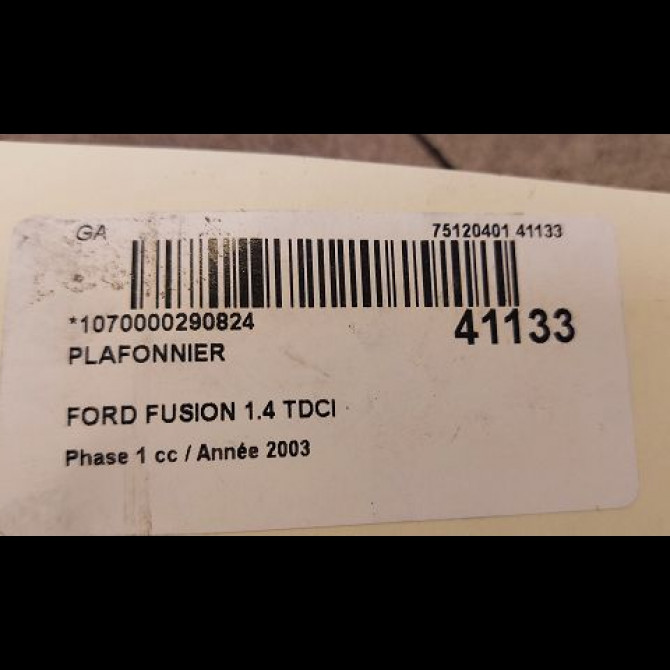 GA 75120401 41133
*1070000290824 41133
PLAFONNIER
FORD FUSION 1.4 TDCI
Phase 1 cc / Année 2003